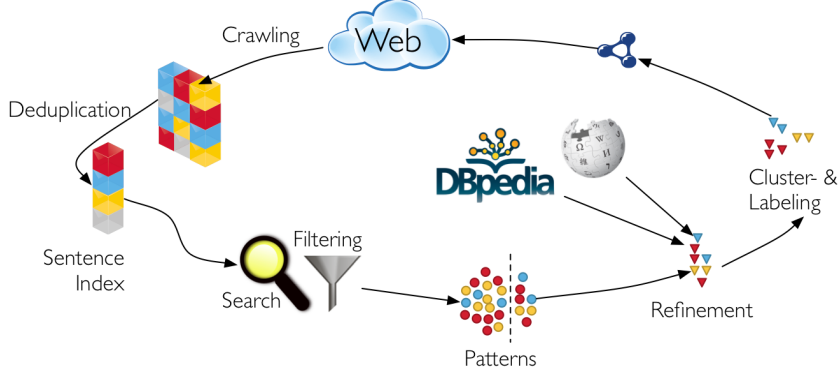 Crawling
Web
Deduplication
DBpedia
Cluster- &
Labeling
Sentence
Index
Filtering
Search
Refinement
Patterns